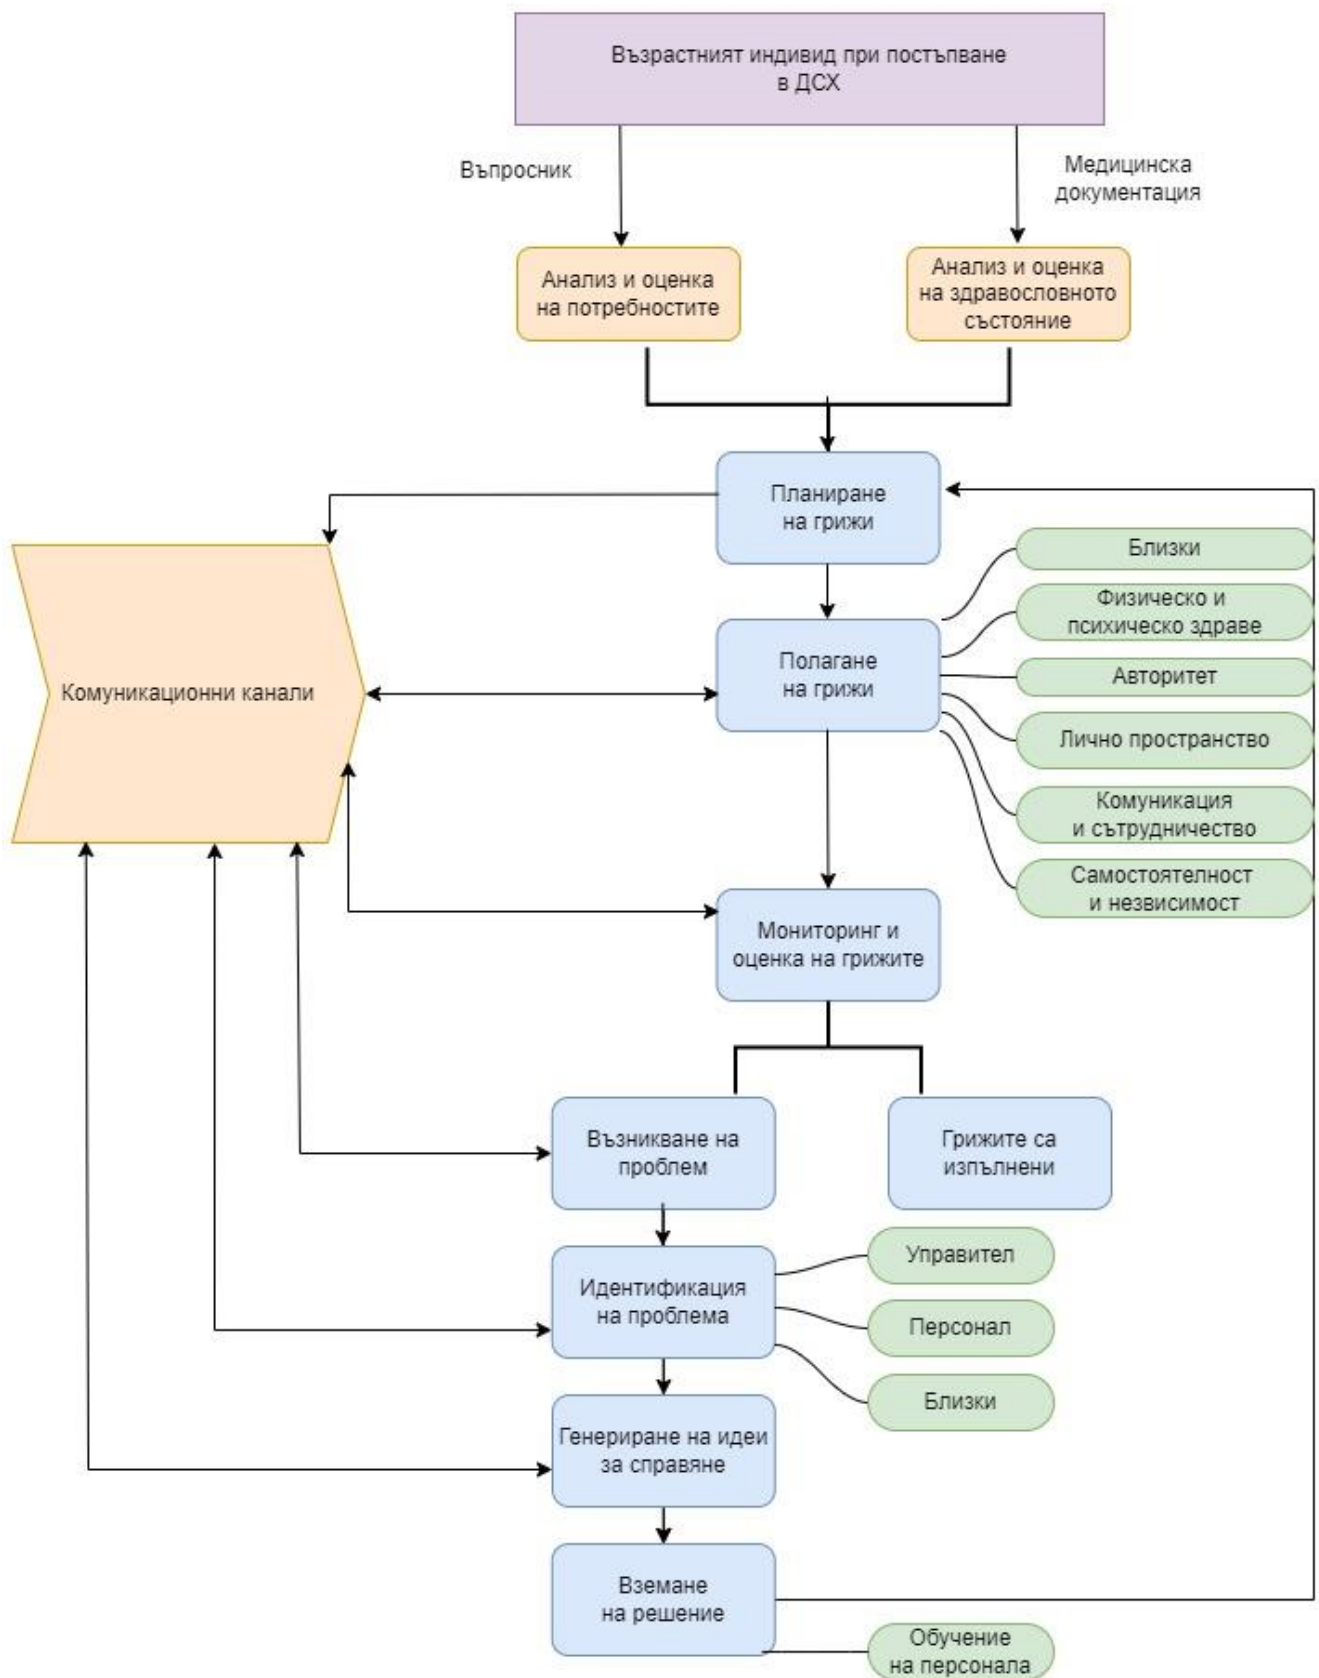 Възрастният индивид при постъпване
в ДСХ
Въпросник
Медицинска
документация
Анализ и оценка
на потребностите
Анализ и оценка
на здравословното
състояние
Планиране
на грижи
Близки
Физическо и
психическо здраве
Полагане
на грижи
Авторитет
Комуникационни канали
Лично пространство
Комуникация
и сътрудничество
Самостоятелност
и незвисимост
Мониторинг и
оценка на грижите
Възникване на
проблем
Грижите са
изпълнени
Управител
Идентификация
на проблема
Персонал
Близки
Генериране на идеи
за справяне
Вземане
на решение
Обучение
на персонала